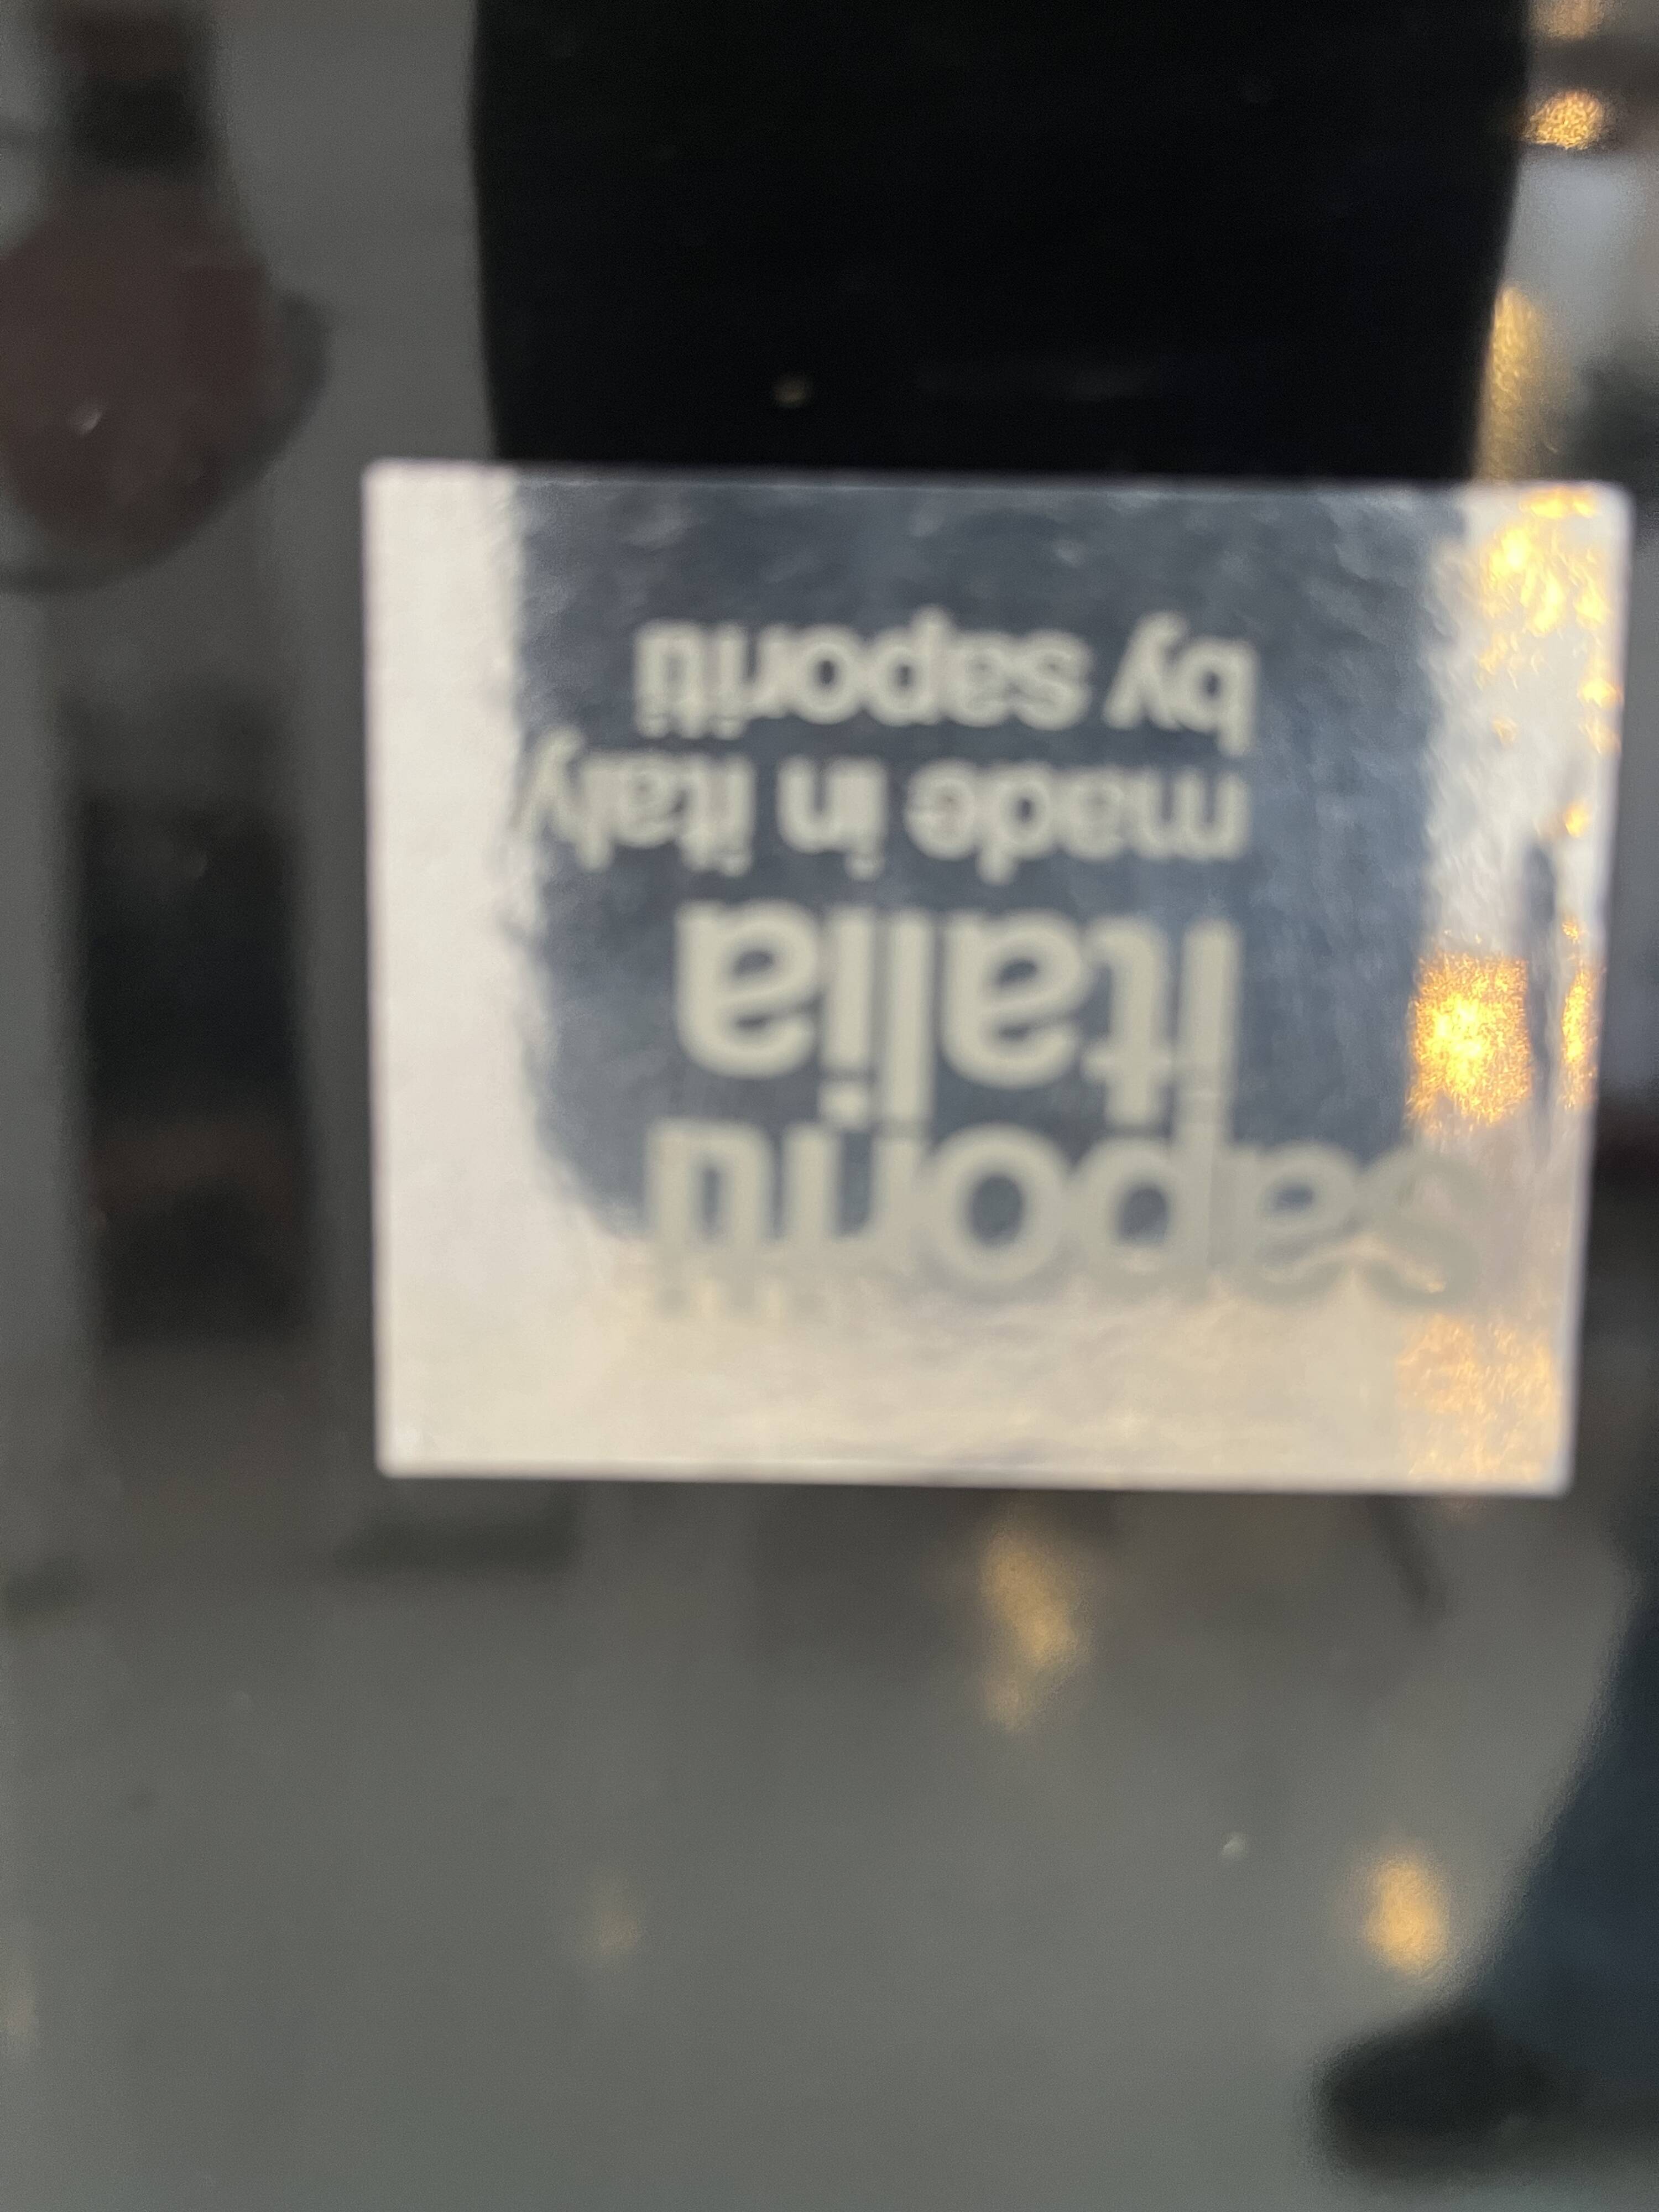 saporiti
italia
made in italy
by saporiti